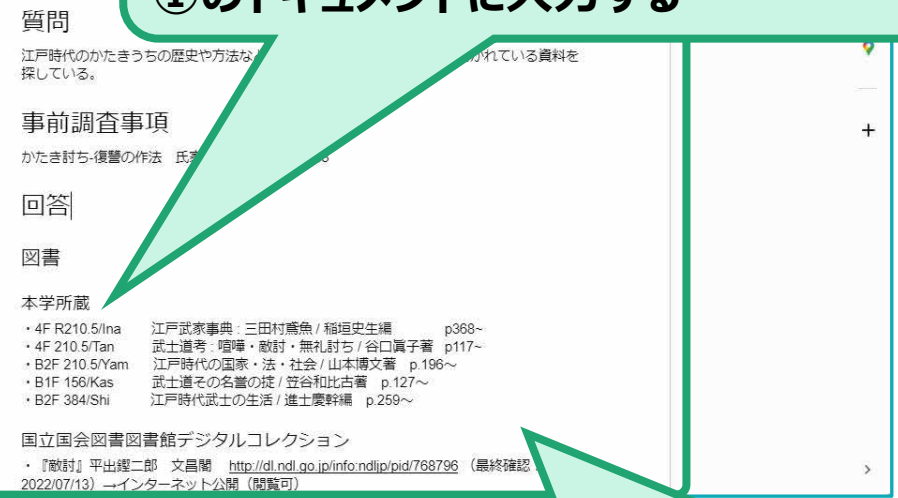 ①のドキュメントに入力する
質問
江戸時代のかたきうちの歴史や方法な かれている資料を
探している。
事前調査事項
かたき討ち-復讐の作法 氏
回答
図書
本学所蔵
・4F R210.5/Ina 江戸武家事典 : 三田村鳶魚 / 稲垣史生編 p368~
・4F 210.5/Tan 武士道考 : 喧嘩・敵討・無礼討ち / 谷口眞子著 p117~
・B2F 210.5/Yam 江戸時代の国家・法・社会 / 山本博文著 p.196～
・B1F 156/Kas 武士道その名誉の掟 / 笠谷和比古著 p.127～
・B2F 384/Shi 江戸時代武士の生活 / 進士慶幹編 p.259～
国立国会図書図書館デジタルコレクション
・『敵討』平出鏗二郎 文昌閣 http://dl.ndl.go.jp/info:ndljp/pid/768796 （最終確認
2022/07/13）→インターネット公開（閲覧可）